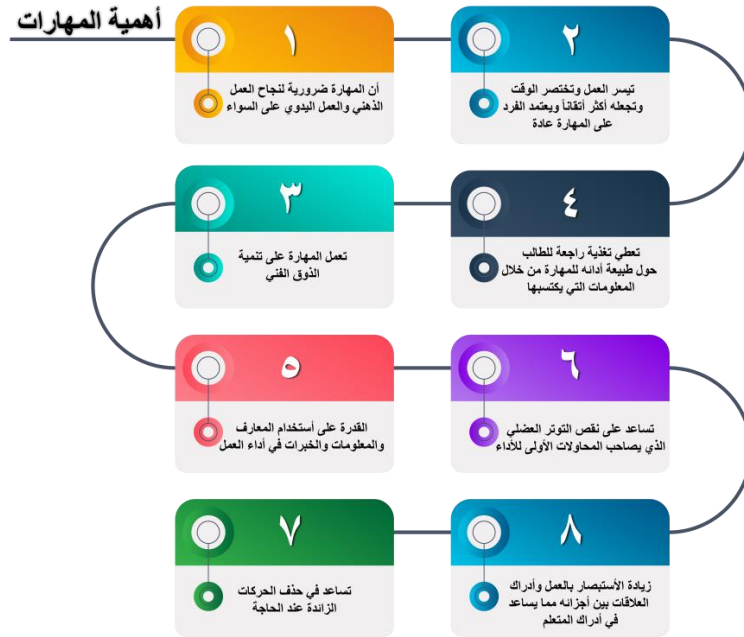 أهمية المهارات
١
أن المهارة ضرورية لنجاح العمل
الذهني والعمل اليدوي على السواء
٢
تيسر العمل وتختصر الوقت
وتجعله أكثر أتقاناً ويعتمد الفرد
على المهارة عادة
٣
تعمل المهارة على تنمية
الذوق الفني
٤
تعطي تغذية راجعة للطالب
حول طبيعة أدائه للمهارة من خلال
المعلومات التي يكتسبها
٥
القدرة على أستخدام المعارف
والمعلومات والخبرات في أداء العمل
٦
تساعد على نقص التوتر العضلي
الذي يصاحب المحاولات الأولى للأداء
٧
تساعد في حذف الحركات
الزائدة عند الحاجة
٨
زيادة الأستبصار بالعمل وأدراك
العلاقات بين أجزائه مما يساعد
في أدراك المتعلم